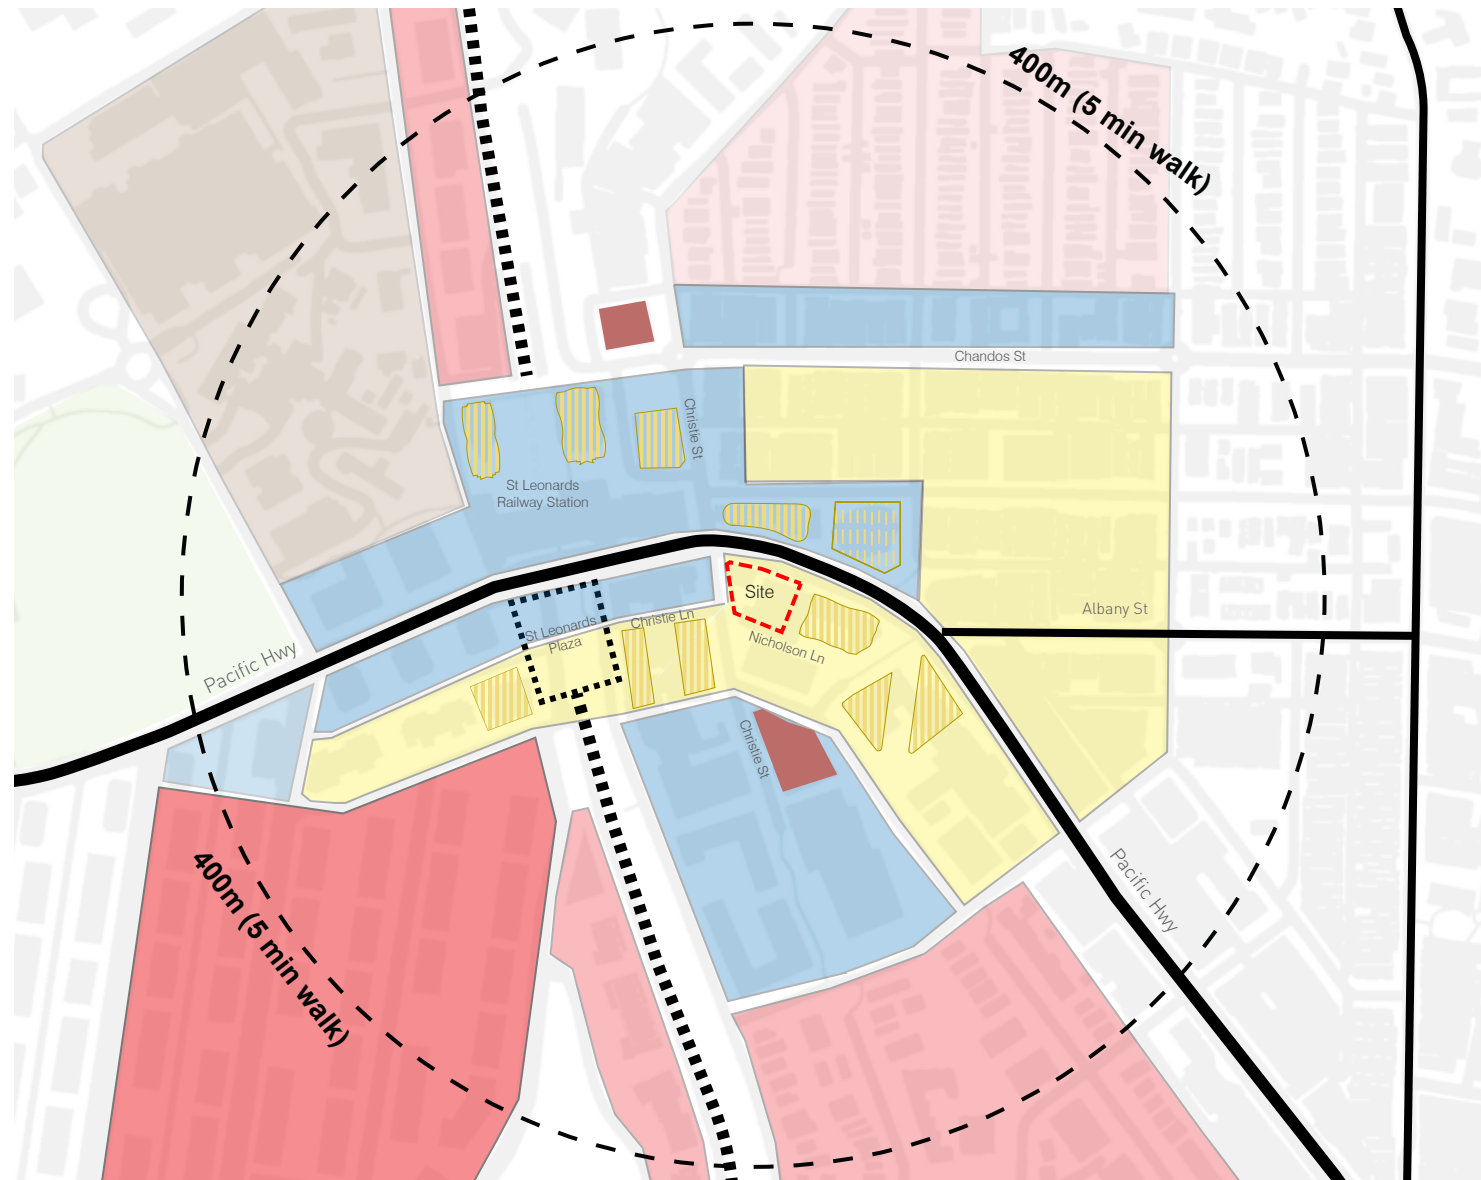 400m (5 min walk)
Chandos St
Christie St
St Leonards
Railway Station
Site
Albany St
St Leonards
Plaza
Christie Ln
Nicholson Ln
Pacific Hwy
Christie St
400m (5 min walk)
Pacific Hwy